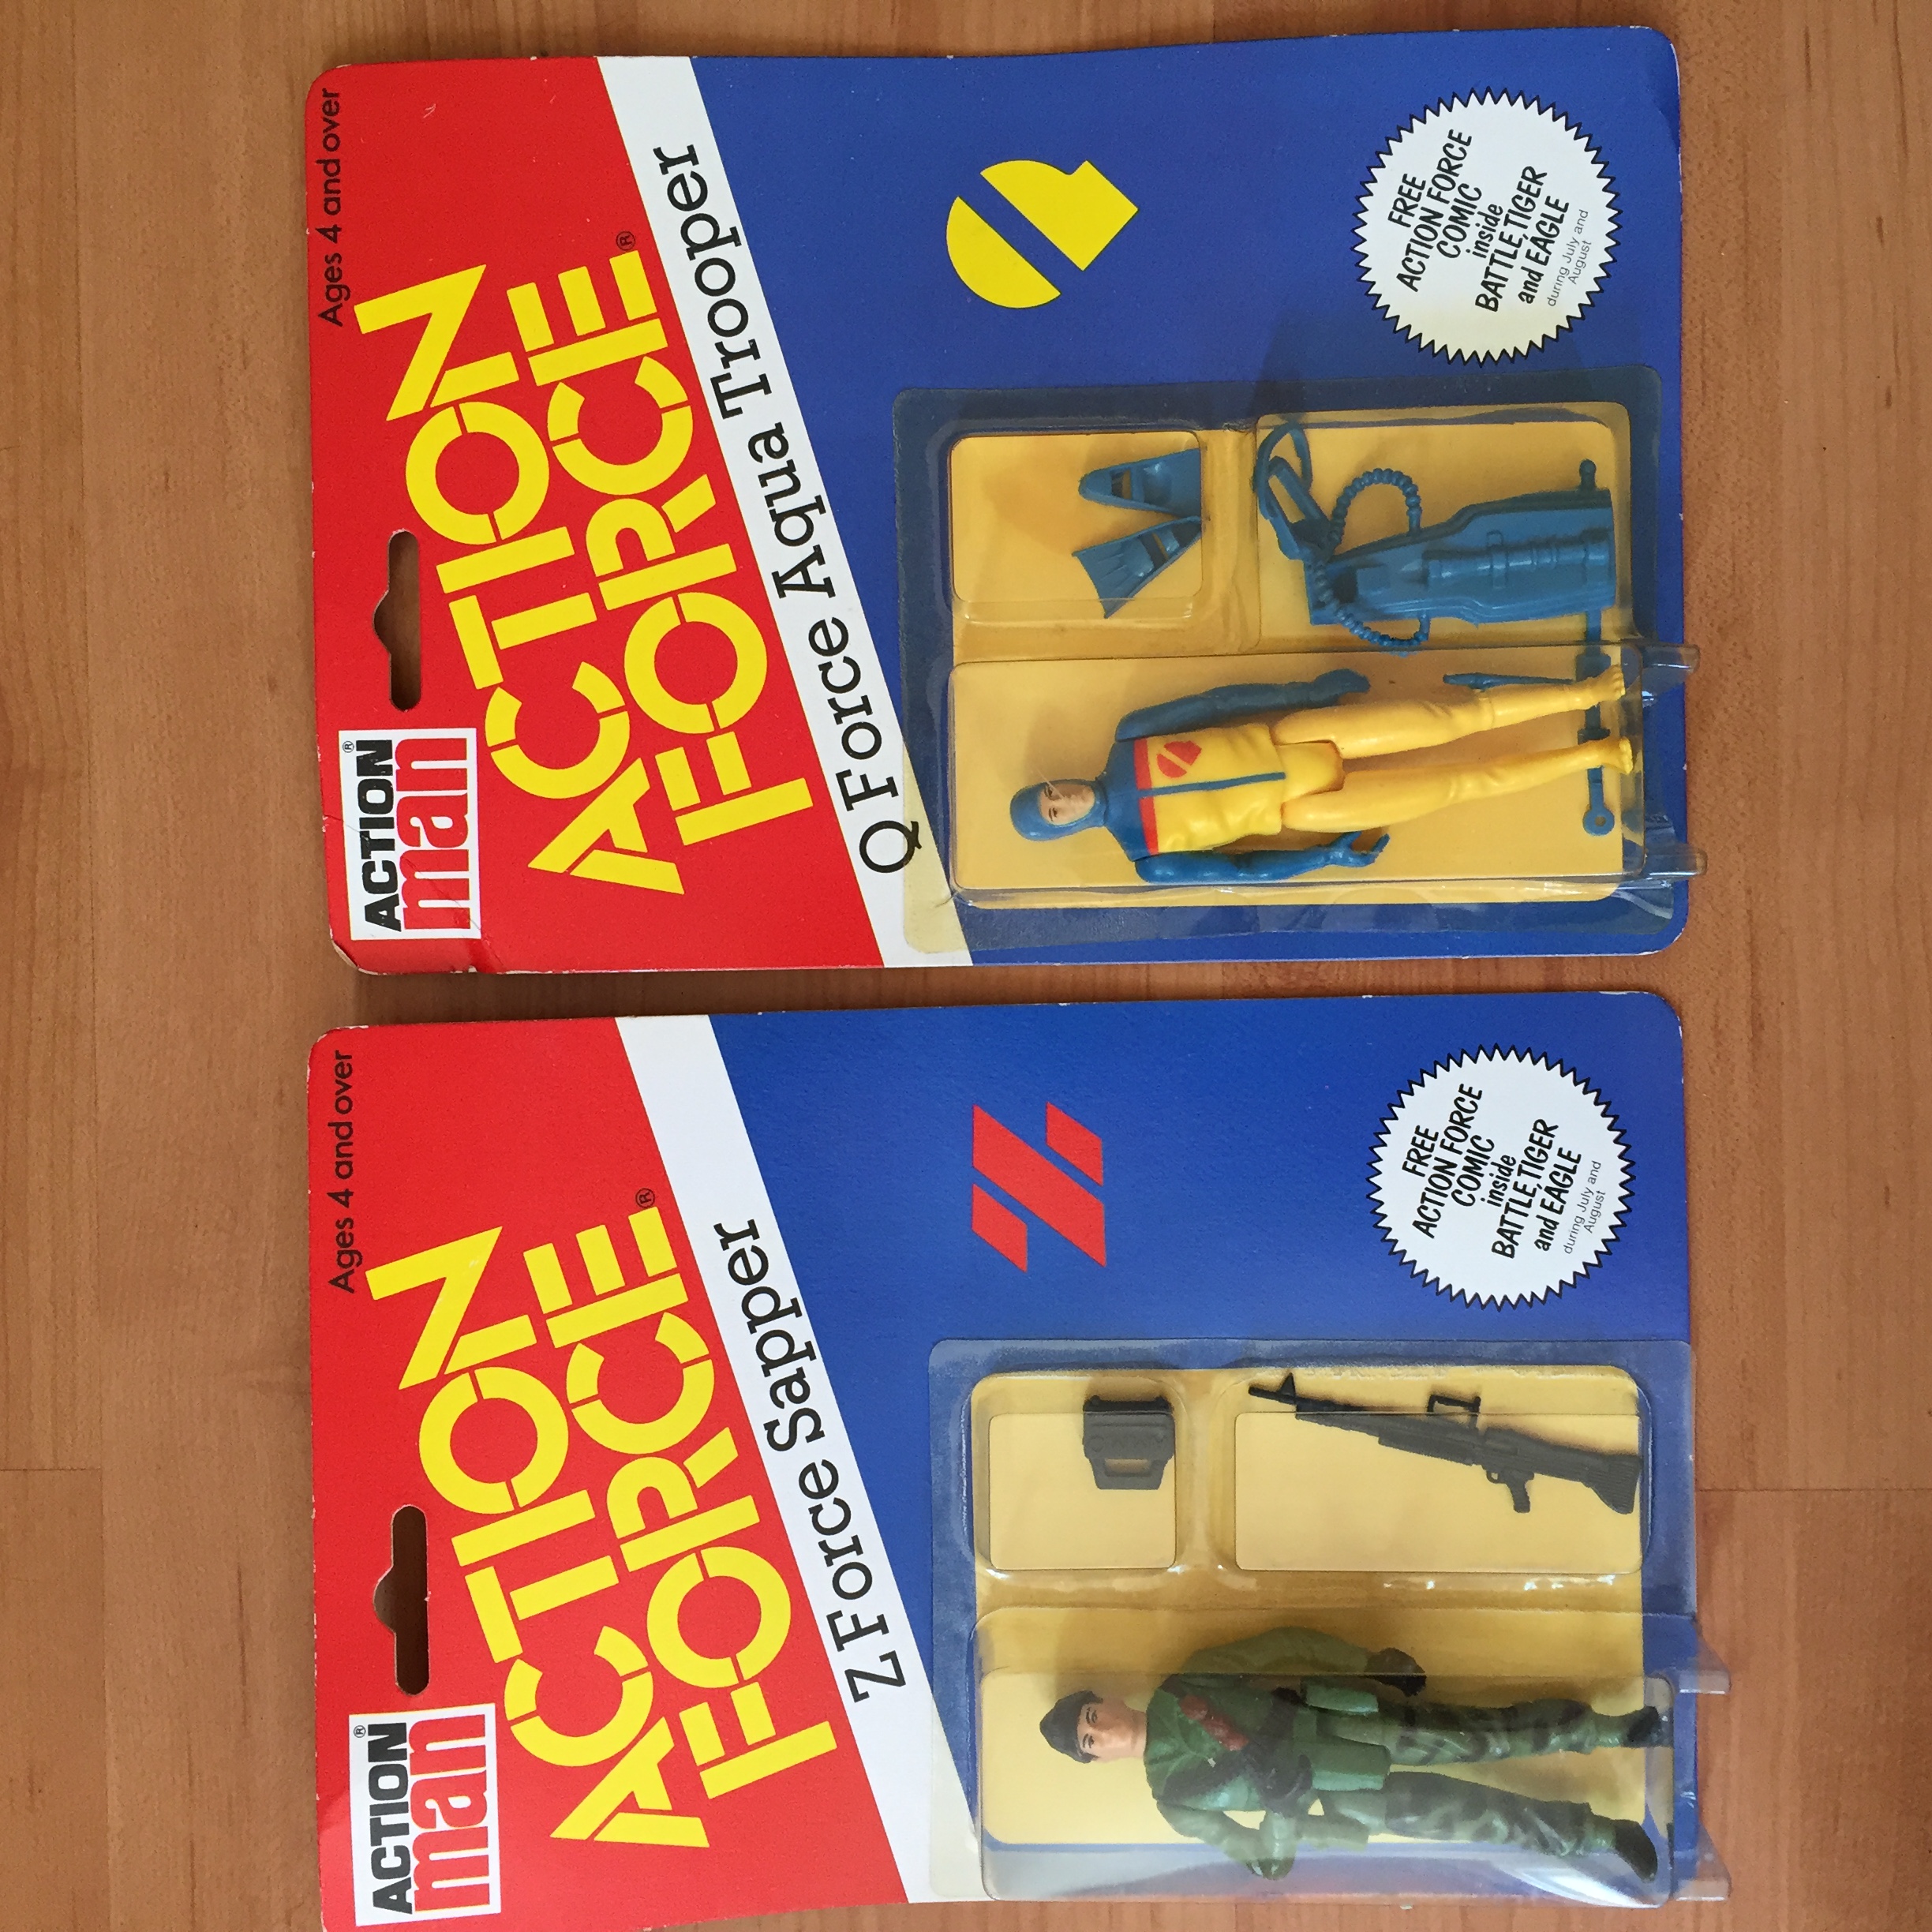 Ages 4 and over
ACTION
man®
ACTION
FORCE®
Q Force Aqua Trooper
FREE
ACTION FORCE
COMIC
inside
BATTLE, TIGER
and EAGLE
during July and
August
Ages 4 and over
ACTION
man®
ACTION
FORCE®
Z Force Sapper
FREE
ACTION FORCE
COMIC
inside
BATTLE, TIGER
and EAGLE
during July and
August